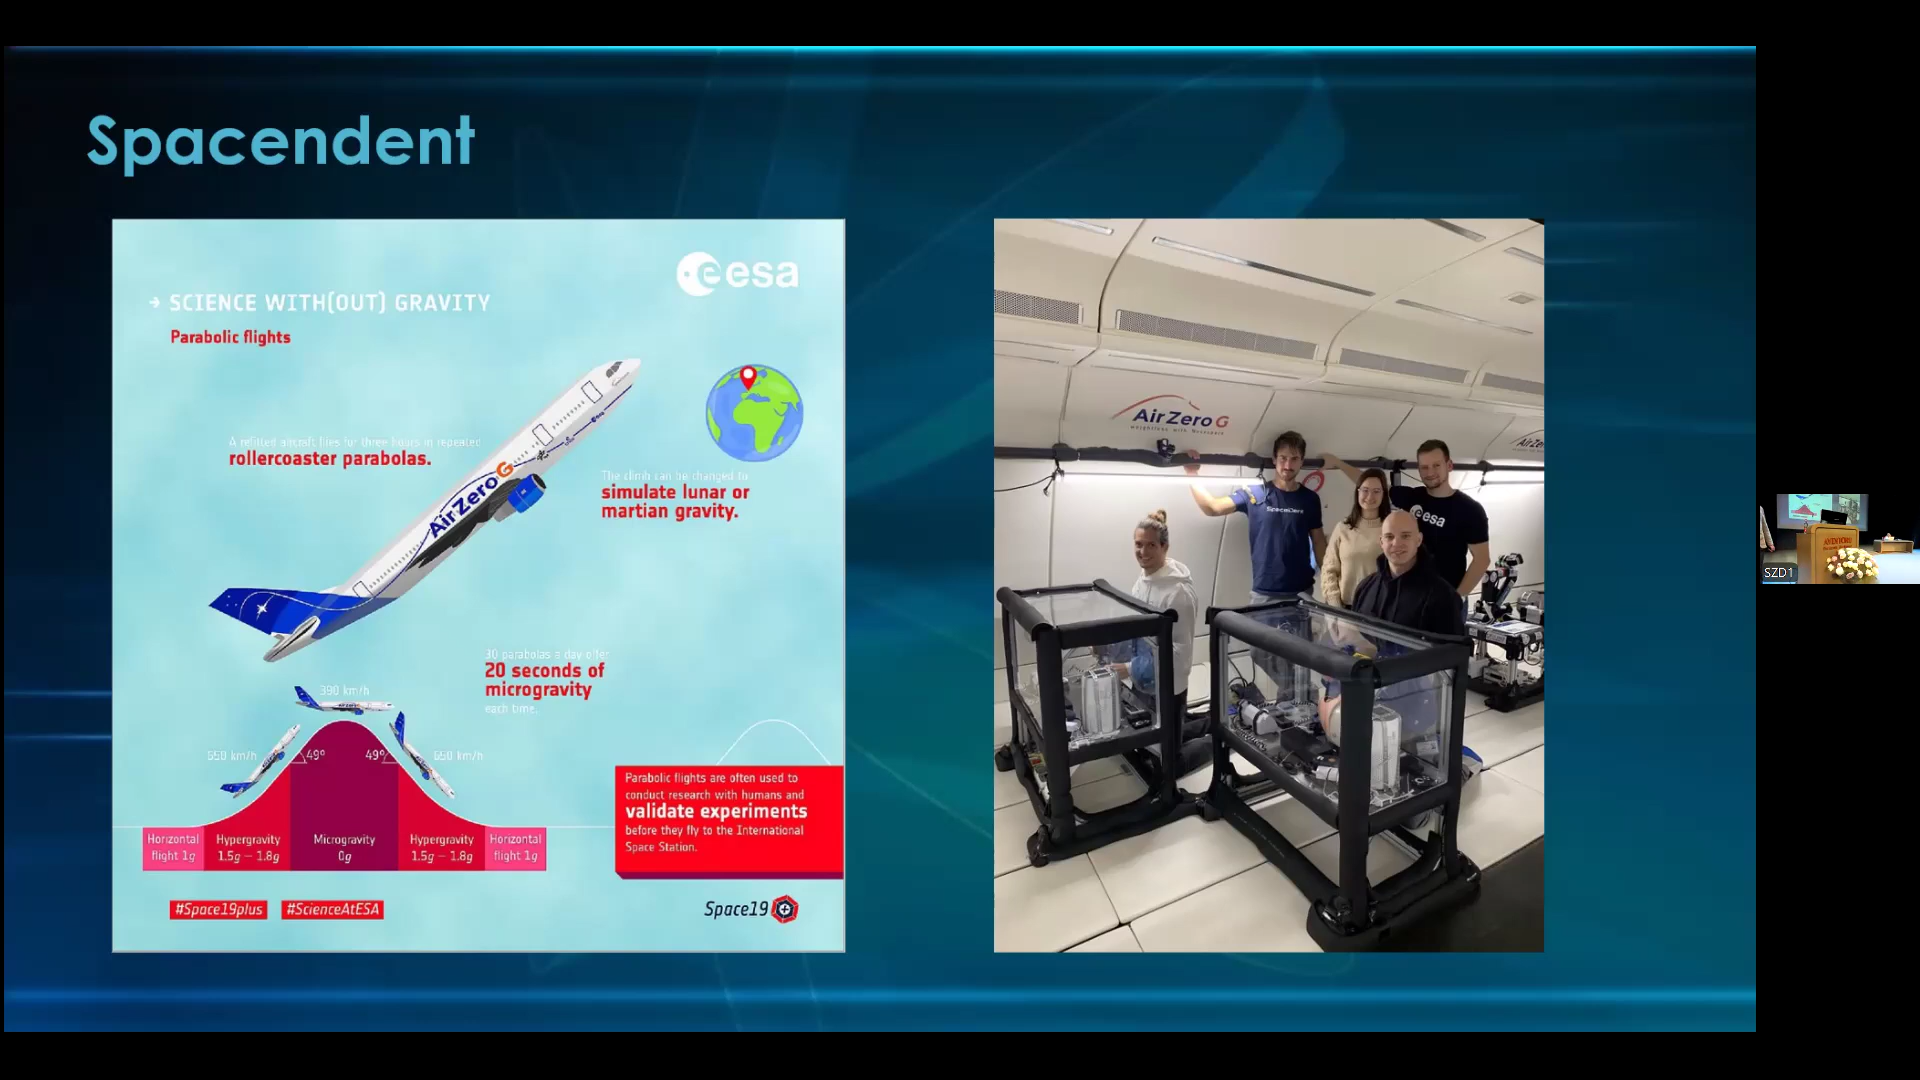 Spacendent
esa
→ SCIENCE WITH(OUT) GRAVITY
Parabolic flights
A refitted aircraft flies for three hours in repeated
rollercoaster parabolas.
AirZeroG
The climb can be changed to
simulate lunar or
martian gravity.
30 parabolas a day offer
20 seconds of
microgravity
each time.
390 km/h
650 km/h
49°
49°
650 km/h
Horizontal
flight 1g
Hypergravity
1.5g – 1.8g
Microgravity
0g
Hypergravity
1.5g – 1.8g
Horizontal
flight 1g
Parabolic flights are often used to
conduct research with humans and
validate experiments
before they fly to the International
Space Station.
#Space19plus #ScienceAtESA
Space19+
AirZeroG
weightless with Novespace
SpaceDent
esa
SZD1